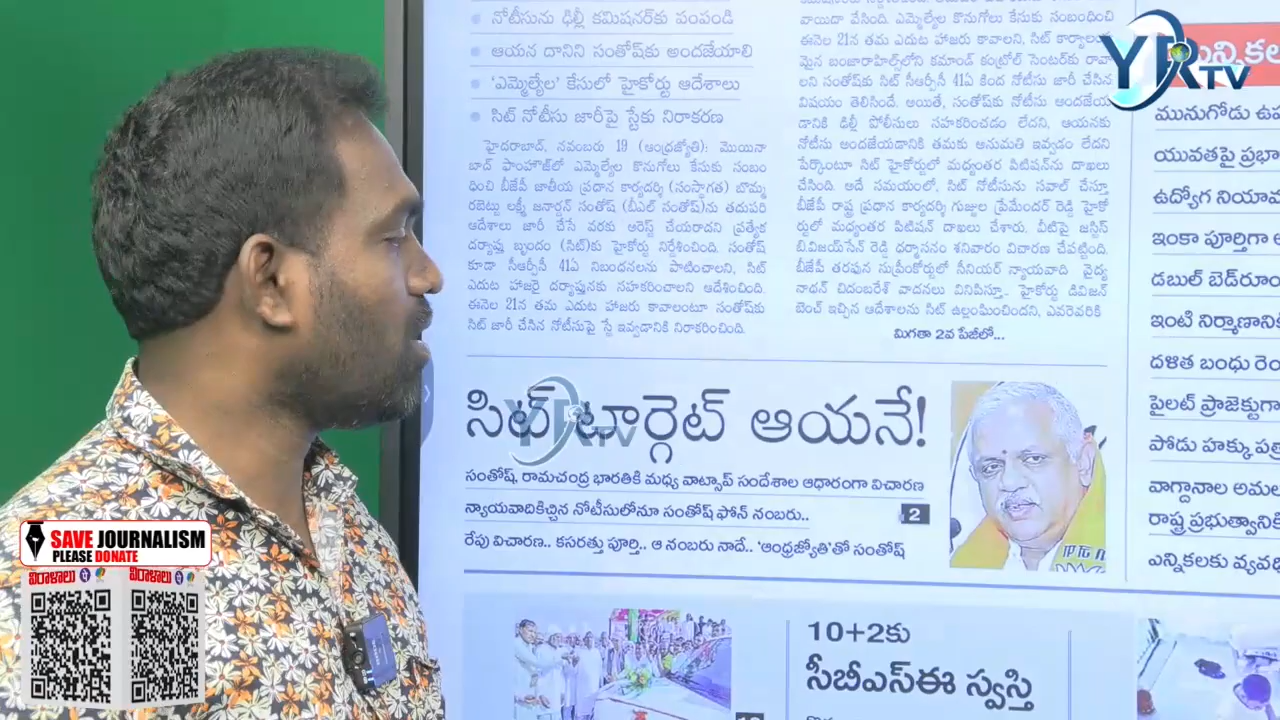 నోటీసును ఢిల్లీ కమిషనర్‌కు పంపండి
ఆయన దానిని సంతోష్‌కు అందజేయాలి
'ఎమ్మెల్యేల' కేసులో హైకోర్టు ఆదేశాలు
సిట్ నోటీసు జారీపై స్టేకు నిరాకరణ
హైదరాబాద్, నవంబరు 19 (ఆంధ్రజ్యోతి): మొయినా
బాద్ ఫాంహౌజ్‌లో ఎమ్మెల్యేల కొనుగోలు కేసుకు సంబం
ధించి బీజేపీ జాతీయ ప్రధాన కార్యదర్శి (సంస్థాగత) బొమ్మ
రబెట్టు లక్ష్మీ జనార్దన్ సంతోష్ (బీఎల్ సంతోష్)ను తదుపరి
ఆదేశాలు జారీ చేసే వరకు అరెస్ట్ చేయరాదని ప్రత్యేక
దర్యాప్తు బృందం (సిట్)కు హైకోర్టు నిర్దేశించింది. సంతోష్
కూడా సీఆర్పీసీ 41ఏ నిబంధనలను పాటించాలని, సిట్
ఎదుట హాజరై దర్యాప్తునకు సహకరించాలని ఆదేశించింది.
ఈనెల 21న తమ ఎదుట హాజరు కావాలంటూ సంతోష్‌కు
సిట్ జారీ చేసిన నోటీసుపై స్టే ఇవ్వడానికి నిరాకరించింది.
వాయిదా వేసింది. ఎమ్మెల్యేల కొనుగోలు కేసుకు సంబంధించి
ఈనెల 21న తమ ఎదుట హాజరు కావాలని, సిట్ కార్యాలయ
మైన బంజారాహిల్స్‌లోని కమాండ్ కంట్రోల్ సెంటర్‌కు రావా
లని సంతోష్‌కు సిట్ సీఆర్పీసీ 41ఏ కింద నోటీసు జారీ చేసిన
విషయం తెలిసిందే. అయితే, సంతోష్‌కు నోటీసు అందజేయ
డానికి ఢిల్లీ పోలీసులు సహకరించడం లేదని, ఆయనకు
నోటీసు అందజేయడానికి తమకు అనుమతి ఇవ్వడం లేదని
పేర్కొంటూ సిట్ హైకోర్టులో మధ్యంతర పిటిషన్‌ను దాఖలు
చేసింది. అదే సమయంలో, సిట్ నోటీసును సవాల్ చేస్తూ
బీజేపీ రాష్ట్ర ప్రధాన కార్యదర్శి గుజ్జుల ప్రేమేందర్ రెడ్డి హైకో
ర్టులో మధ్యంతర పిటిషన్ దాఖలు చేశారు. వీటిపై జస్టిస్
బి.విజయ్‌సేన్ రెడ్డి ధర్మాసనం శనివారం విచారణ చేపట్టింది.
బీజేపీ తరఫున సుప్రీంకోర్టులో సీనియర్ న్యాయవాది వైద్య
నాథన్ చిదంబరేశ్ వాదనలు వినిపిస్తూ.. హైకోర్టు డివిజన్
బెంచ్ ఇచ్చిన ఆదేశాలను సిట్ ఉల్లంఘించిందని, ఎవరెవరికి
మిగతా 2వ పేజీలో...
సిట్ టార్గెట్ ఆయనే!
సంతోష్, రామచంద్ర భారతికి మధ్య వాట్సాప్ సందేశాల ఆధారంగా విచారణ
న్యాయవాదికిచ్చిన నోటీసులోనూ సంతోష్ ఫోన్ నంబరు..
2
రేపు విచారణ.. కసరత్తు పూర్తి.. ఆ నంబరు నాదే.. 'ఆంధ్రజ్యోతి'తో సంతోష్
10+2కు
సీబీఎస్ఈ స్వస్తి
YRTV
మునుగోడు ఉప
యువతపై ప్రభా
ఉద్యోగ నియామ
ఇంకా పూర్తిగా
డబుల్ బెడ్‌రూం
ఇంటి నిర్మాణాని
దళిత బంధు రెం
పైలట్ ప్రాజెక్టుగా
పోడు హక్కు పత్ర
వాగ్దానాల అమల
రాష్ట్ర ప్రభుత్వానికి
ఎన్నికలకు వ్యవధి
SAVE JOURNALISM
PLEASE DONATE
విరాళాలు
విరాళాలు